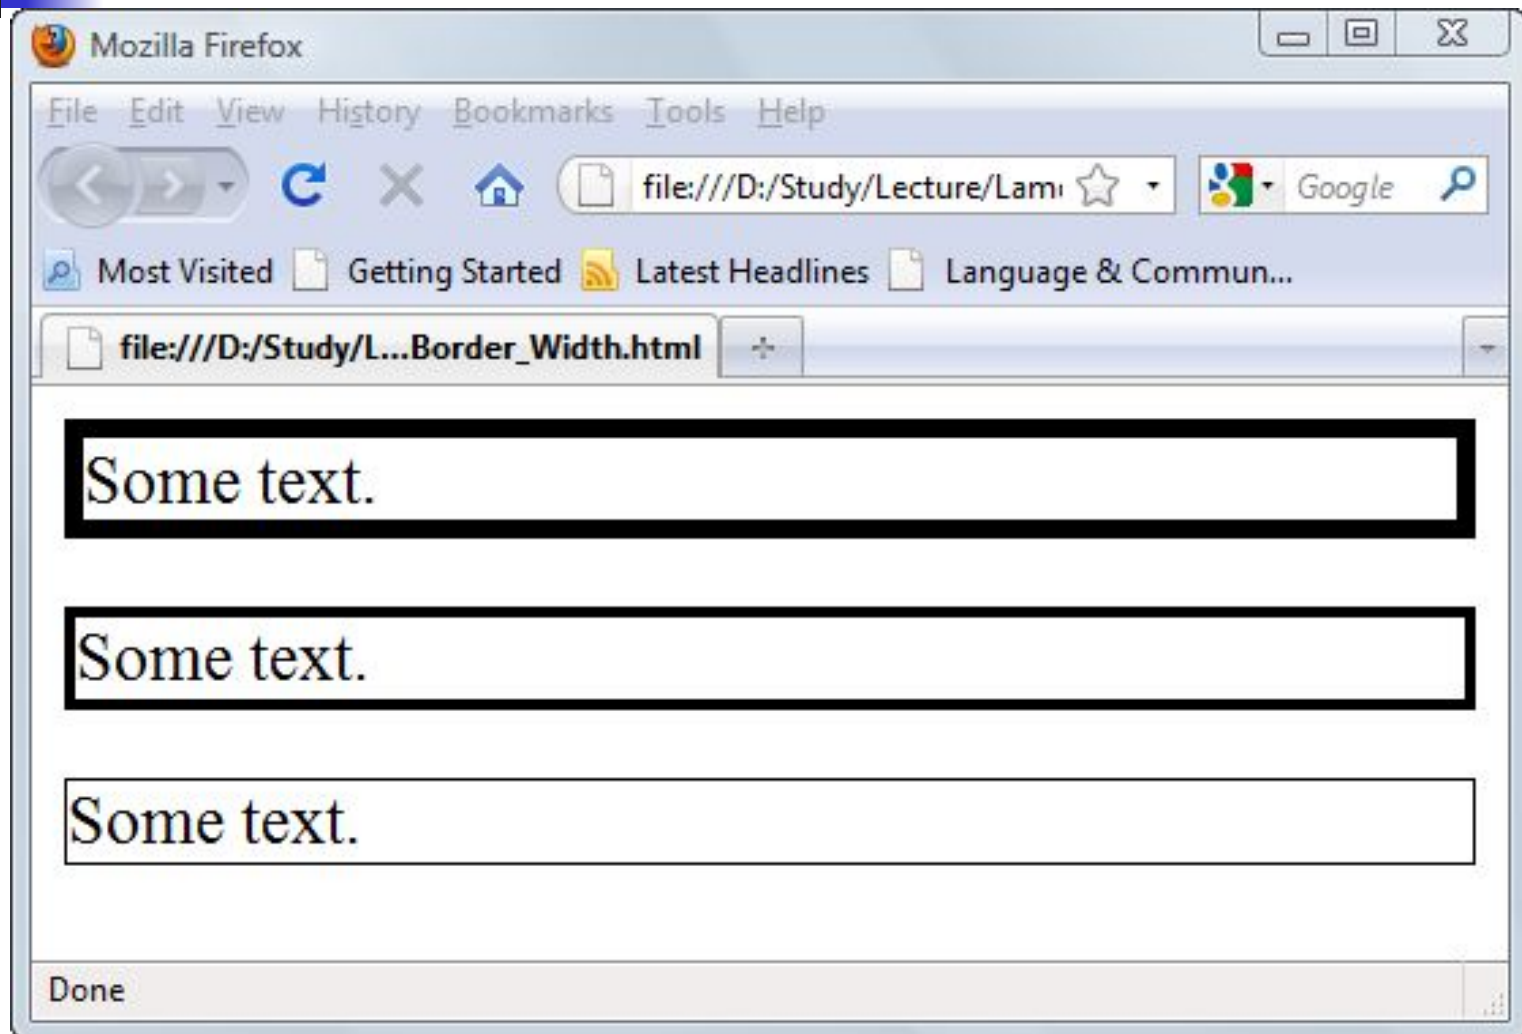 Mozilla Firefox
File Edit View History Bookmarks Tools Help
file:///D:/Study/Lecture/Lam Google
Most Visited Getting Started Latest Headlines Language & Commun...
file:///D:/Study/L...Border_Width.html
Some text.
Some text.
Some text.
Done